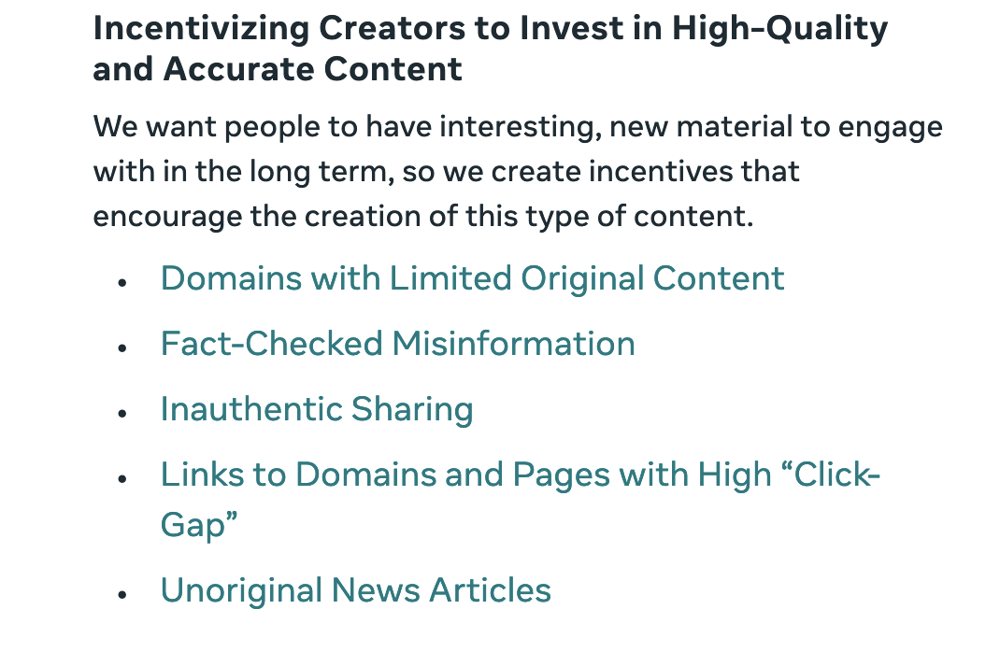 Incentivizing Creators to Invest in High-Quality
and Accurate Content
We want people to have interesting, new material to engage
with in the long term, so we create incentives that
encourage the creation of this type of content.
• Domains with Limited Original Content
• Fact-Checked Misinformation
• Inauthentic Sharing
• Links to Domains and Pages with High “Click-
Gap”
• Unoriginal News Articles